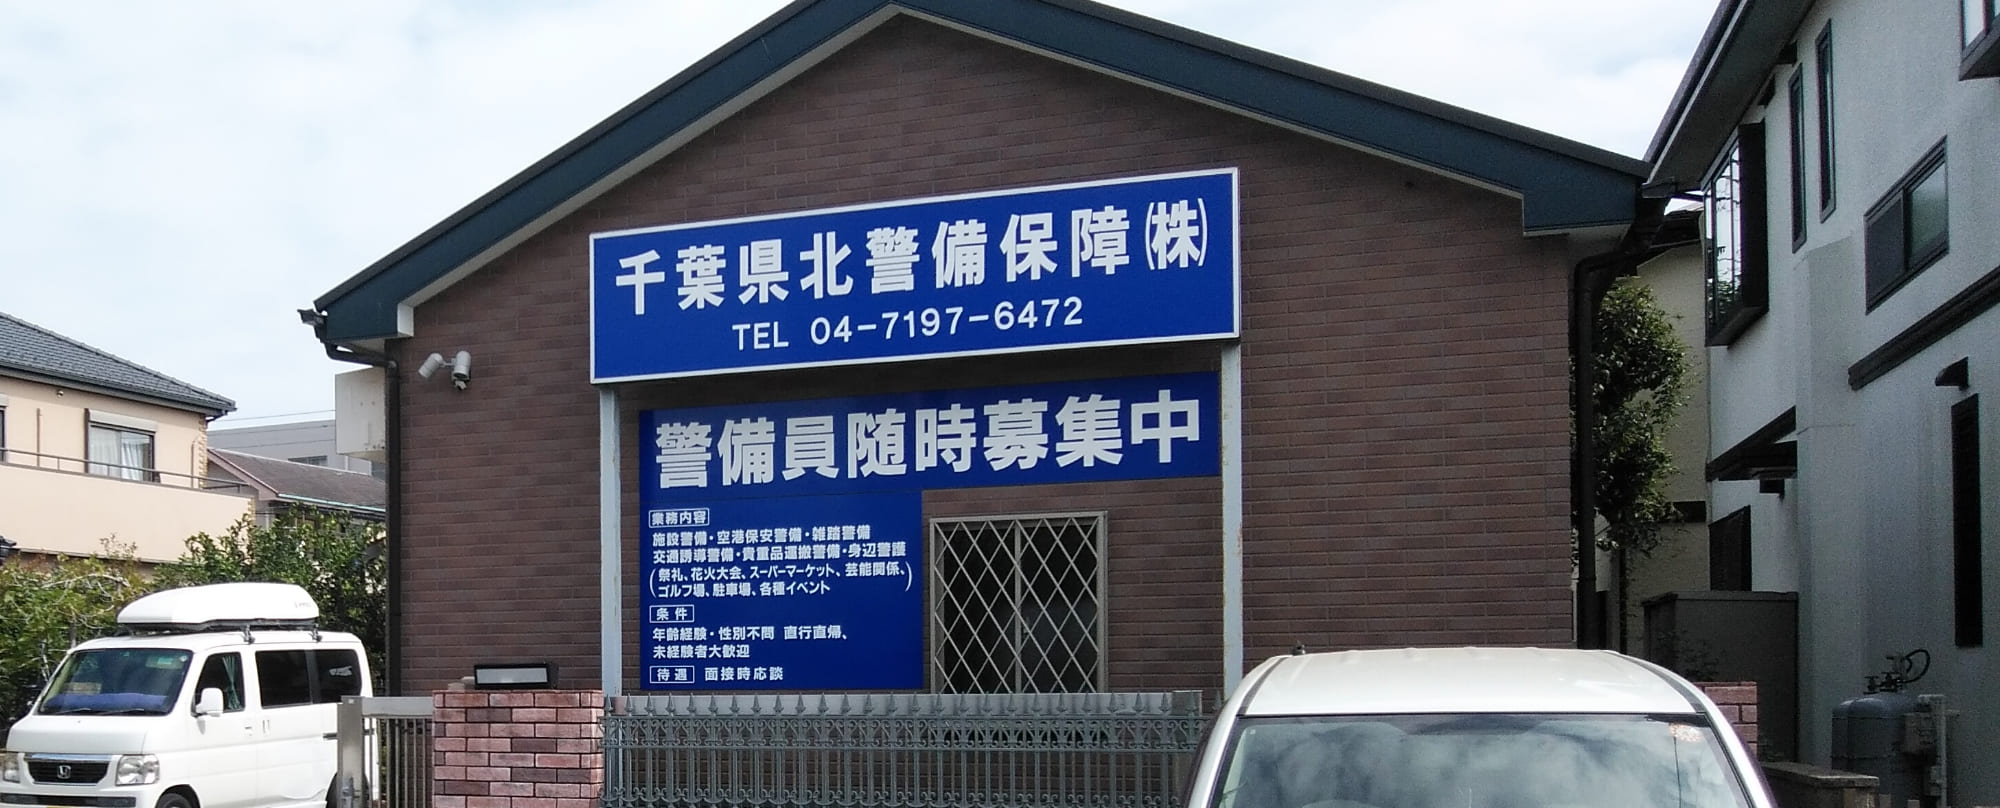 千葉県北警備保障㈱
TEL 04-7197-6472
警備員随時募集中
業務内容
施設警備・空港保安警備・雑踏警備
交通誘導警備・貴重品運搬警備・身辺警護
(祭礼、花火大会、スーパーマーケット、芸能関係、
ゴルフ場、駐車場、各種イベント)
条件
年齢経験・性別不問 直行直帰、
未経験者大歓迎
待遇 面接時応談